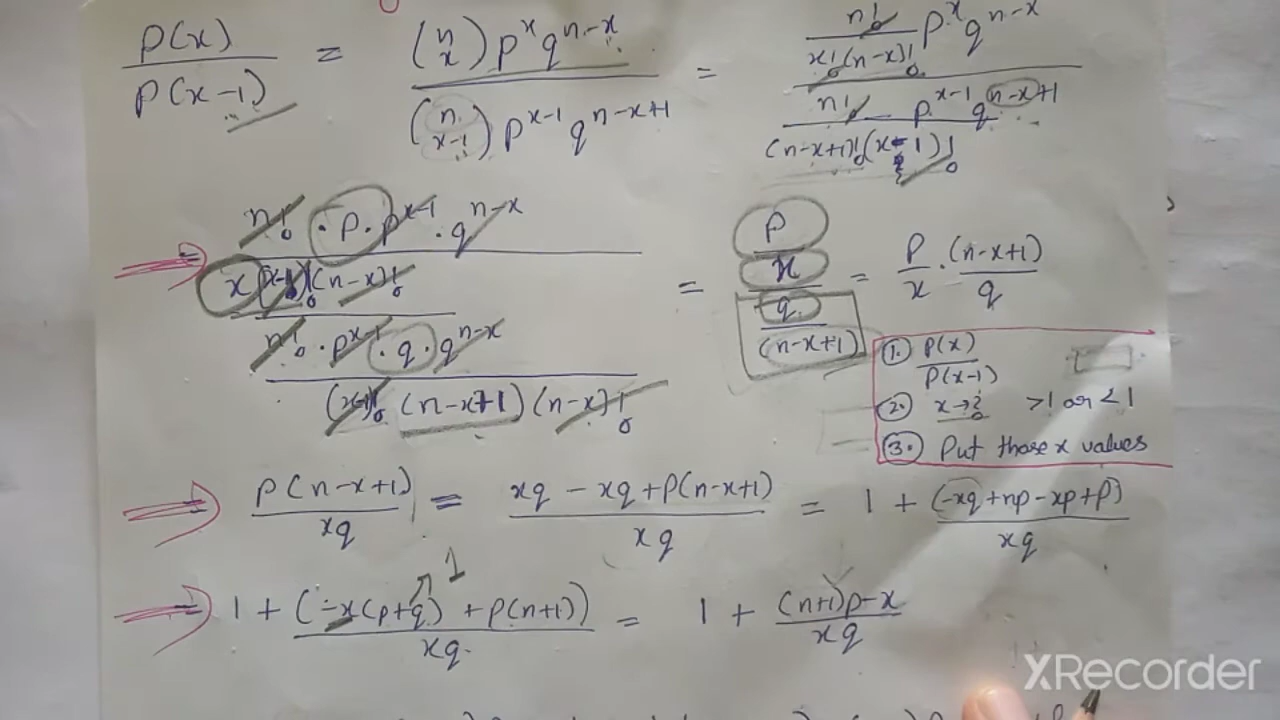 P(x)/P(x-1) = (n x) p^x q^(n-x) / (n x-1) p^(x-1) q^(n-x+1) = n!/(x!(n-x)!) p^x q^(n-x) / n!/((n-x+1)!(x-1)!) p^(x-1) q^(n-x+1)
⇒ n! · p · p^(x-1) · q^(n-x) / x(x-1)!(n-x)! / n! · p^(x-1) · q · q^(n-x) / (x-1)! (n-x+1) (n-x)! = p/x / q/(n-x+1) = p/x · (n-x+1)/q
1. P(x)/P(x-1)
2. x→? >1 or <1
3. Put those x values
⇒ p(n-x+1)/xq = xq - xq + p(n-x+1)/xq = 1 + (-xq + np - xp + p)/xq
⇒ 1 + (-x(p+q) + p(n+1))/xq = 1 + (n+1)p-x/xq
1
XRecorder